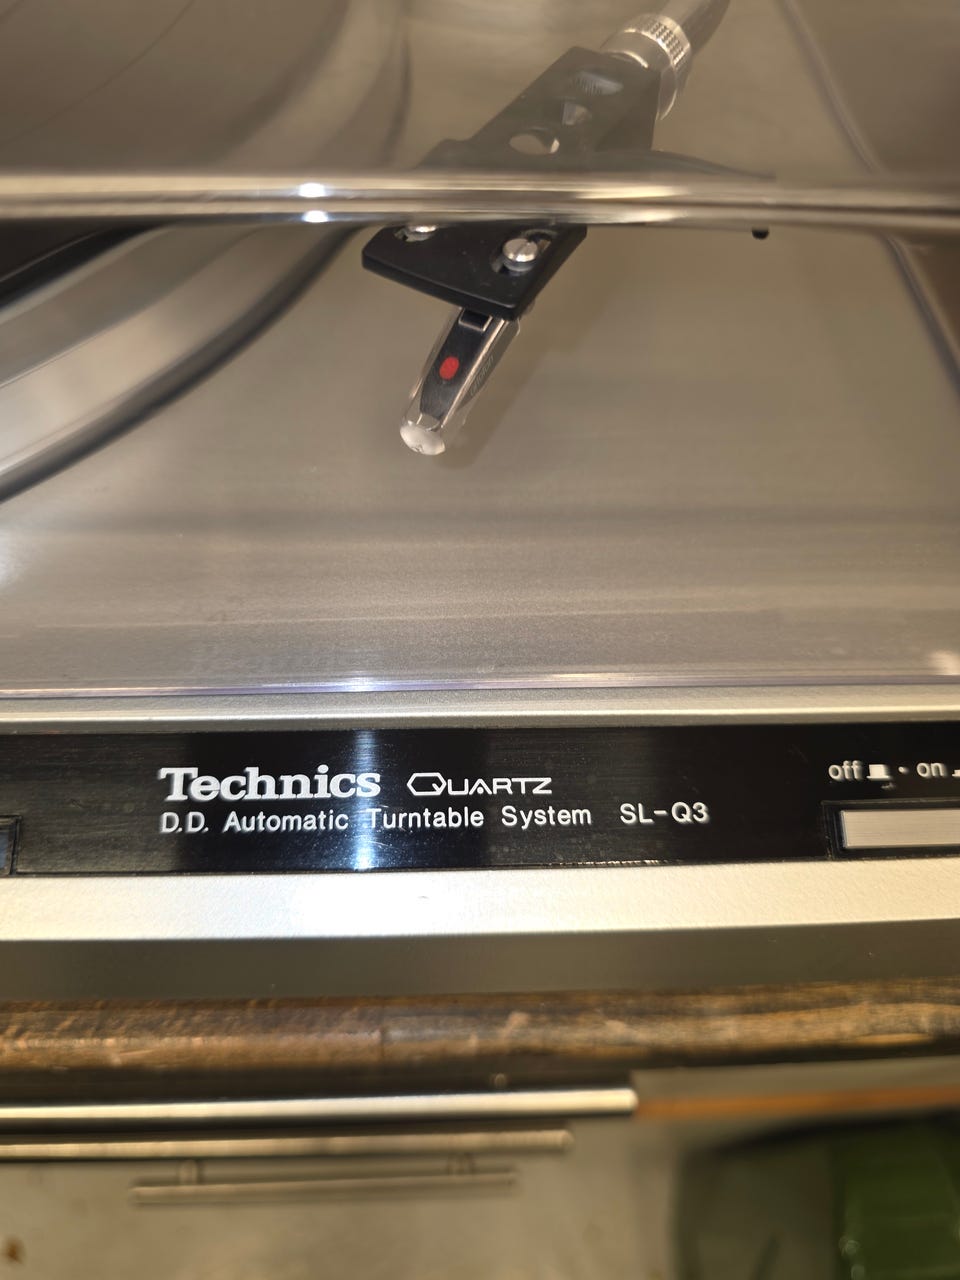 Technics QUARTZ
D.D. Automatic Turntable System SL-Q3
off - on